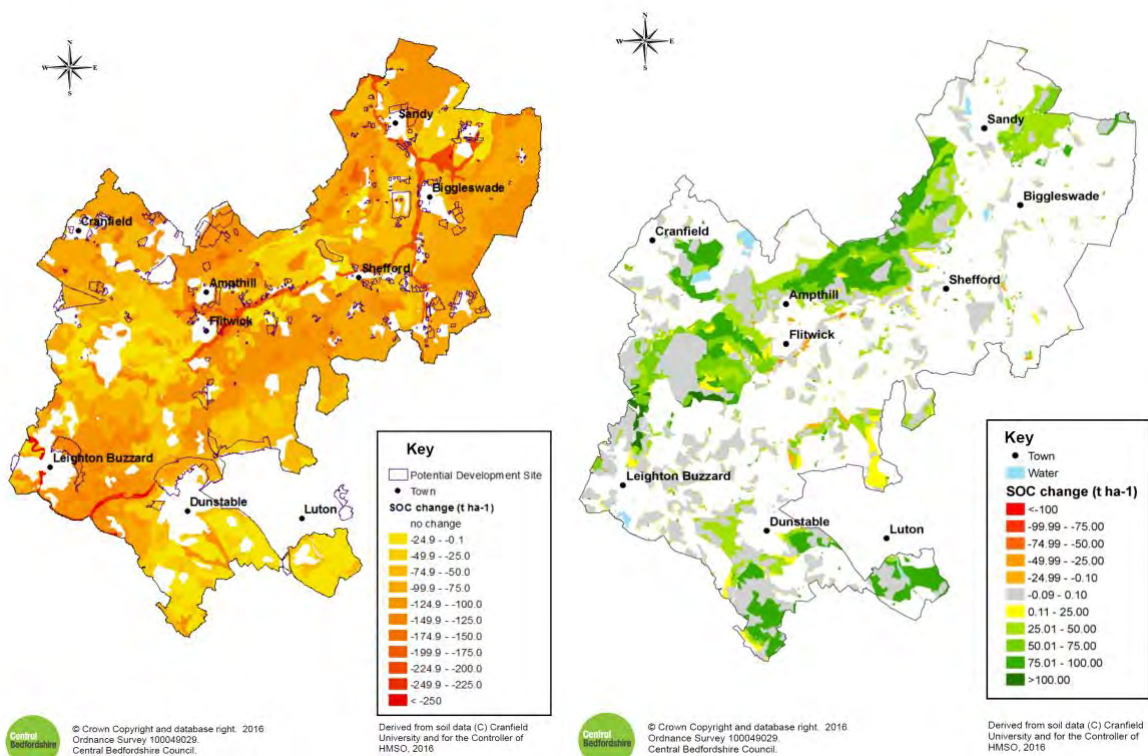 N
W E
S
Sandy
Biggleswade
Cranfield
Shefford
Ampthill
Flitwick
Leighton Buzzard
Dunstable
Luton
Key
Potential Development Site
Town
SOC change (t ha-1)
no change
-24.9 - -0.1
-49.9 - -25.0
-74.9 - -50.0
-99.9 - -75.0
-124.9 - -100.0
-149.9 - -125.0
-174.9 - -150.0
-199.9 - -175.0
-224.9 - -200.0
-249.9 - -225.0
< -250
Central
Bedfordshire
© Crown Copyright and database right. 2016
Ordnance Survey 100049029.
Central Bedfordshire Council.
Derived from soil data (C) Cranfield
University and for the Controller of
HMSO, 2016
N
W E
S
Sandy
Biggleswade
Cranfield
Shefford
Ampthill
Flitwick
Leighton Buzzard
Dunstable
Luton
Key
Town
Water
SOC change (t ha-1)
<-100
-99.99 - -75.00
-74.99 - -50.00
-49.99 - -25.00
-24.99 - -0.10
-0.09 - 0.10
0.11 - 25.00
25.01 - 50.00
50.01 - 75.00
75.01 - 100.00
>100.00
Central
Bedfordshire
© Crown Copyright and database right. 2016
Ordnance Survey 100049029.
Central Bedfordshire Council.
Derived from soil data (C) Cranfield
University and for the Controller of
HMSO, 2016